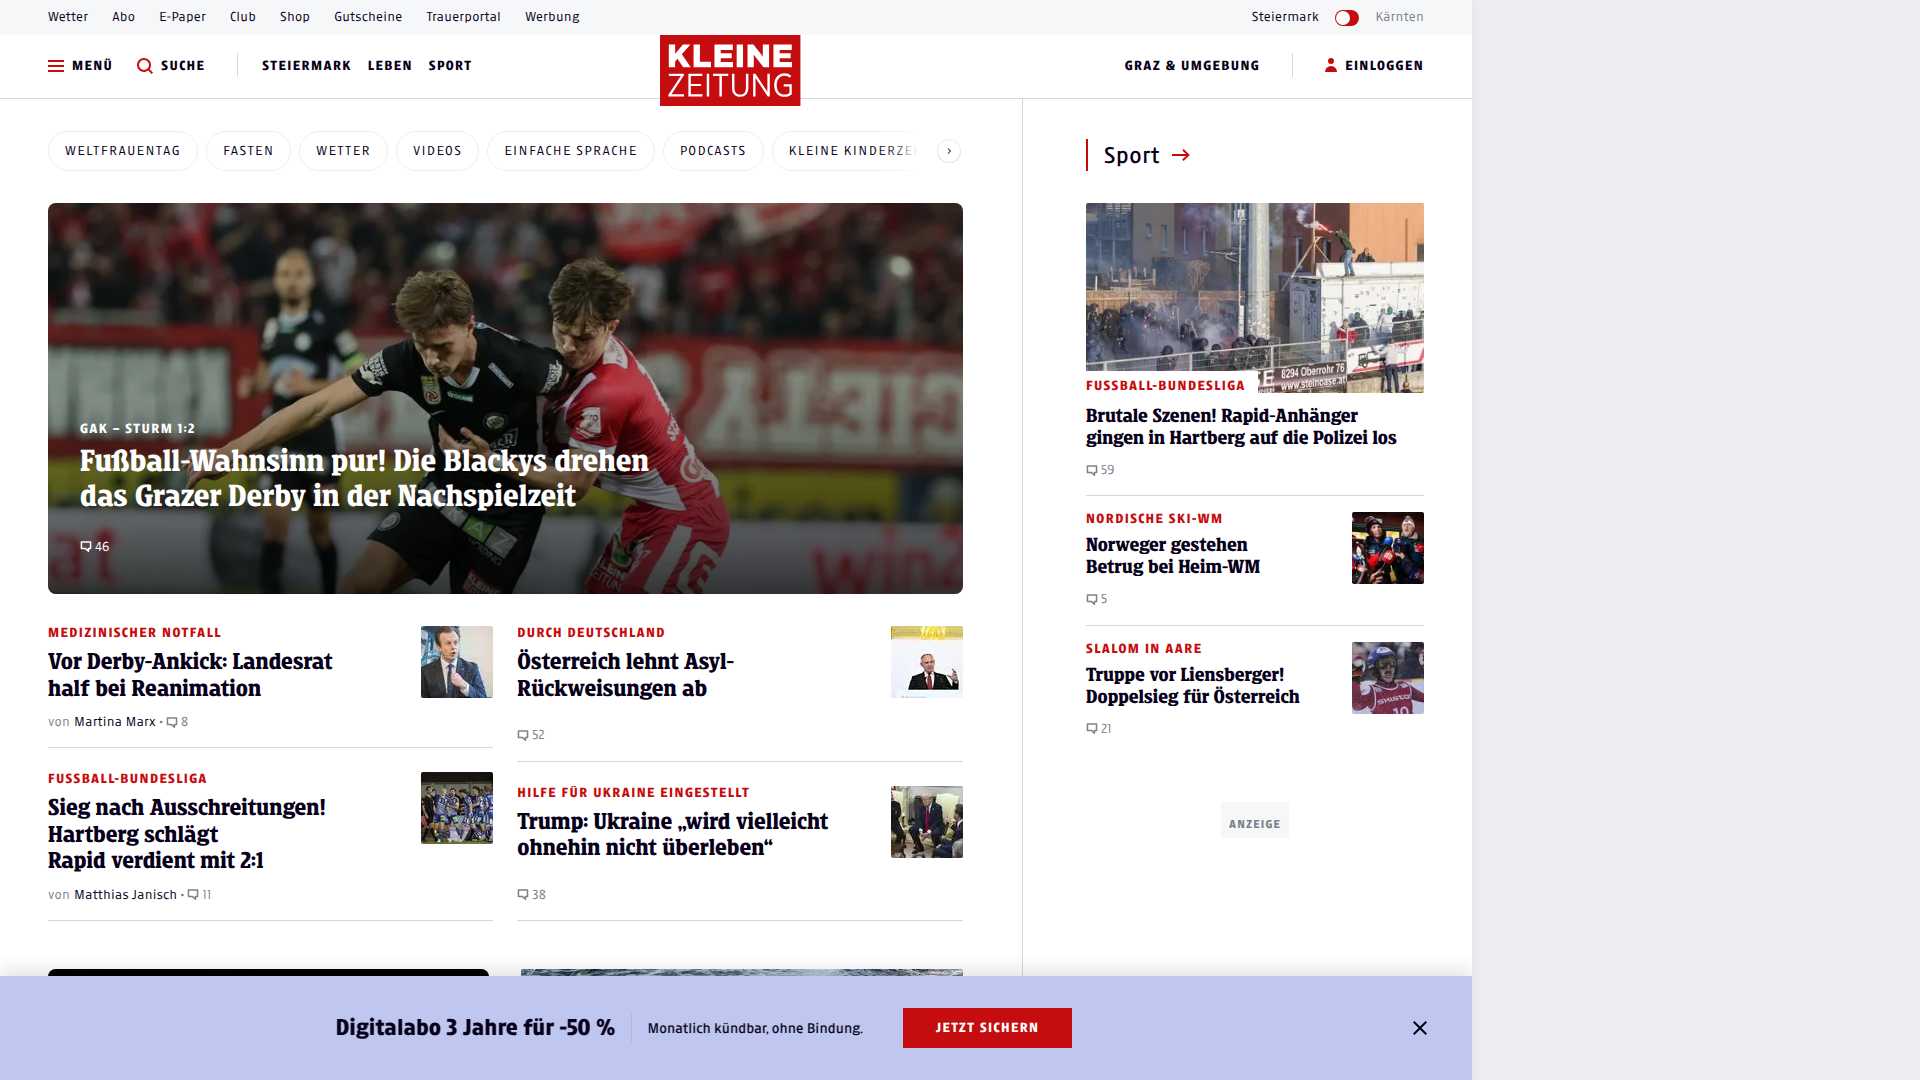 Wetter Abo E-Paper Club Shop Gutscheine Trauerportal Werbung Steiermark Kärnten
MENÜ SUCHE STEIERMARK LEBEN SPORT KLEINE ZEITUNG GRAZ & UMGEBUNG EINLOGGEN
WELTFRAUENTAG FASTEN WETTER VIDEOS EINFACHE SPRACHE PODCASTS KLEINE KINDERZE
GAK – STURM 1:2
Fußball-Wahnsinn pur! Die Blackys drehen
das Grazer Derby in der Nachspielzeit
46
MEDIZINISCHER NOTFALL
Vor Derby-Ankick: Landesrat
half bei Reanimation
von Martina Marx · 8
FUSSBALL-BUNDESLIGA
Sieg nach Ausschreitungen!
Hartberg schlägt
Rapid verdient mit 2:1
von Matthias Janisch · 11
DURCH DEUTSCHLAND
Österreich lehnt Asyl-
Rückweisungen ab
52
HILFE FÜR UKRAINE EINGESTELLT
Trump: Ukraine „wird vielleicht
ohnehin nicht überleben“
38
Sport
8294 Oberrohr 76
www.steinoase.at
FUSSBALL-BUNDESLIGA
Brutale Szenen! Rapid-Anhänger
gingen in Hartberg auf die Polizei los
59
NORDISCHE SKI-WM
Norweger gestehen
Betrug bei Heim-WM
5
SLALOM IN AARE
Truppe vor Liensberger!
Doppelsieg für Österreich
21
ANZEIGE
Digitalabo 3 Jahre für -50 % Monatlich kündbar, ohne Bindung. JETZT SICHERN